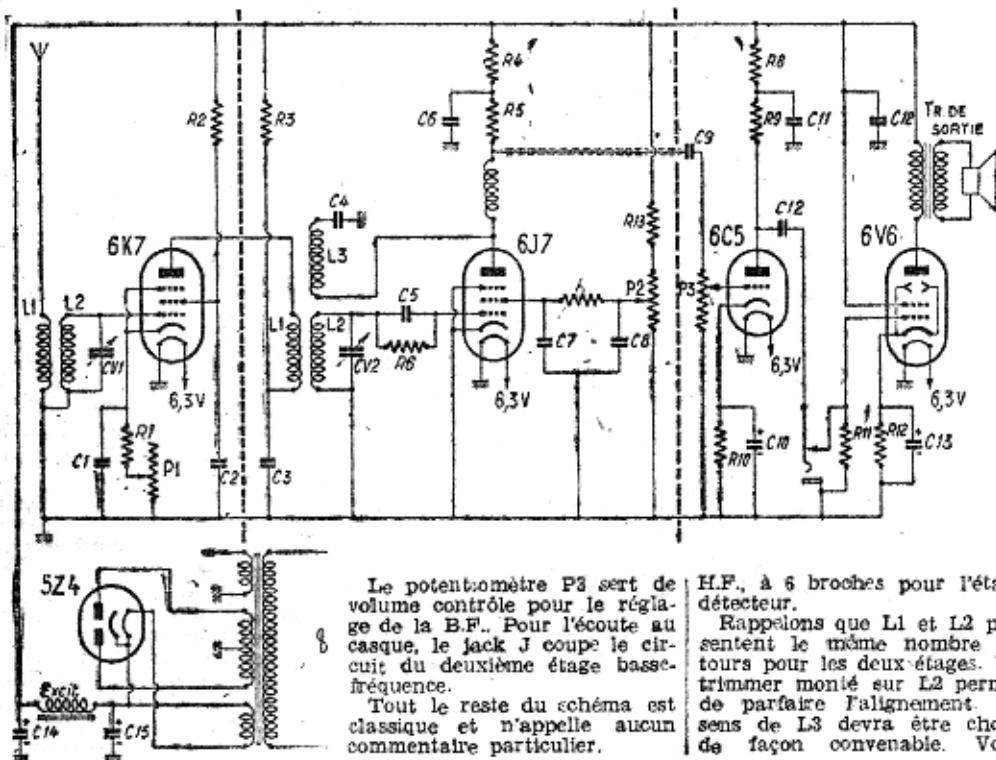 R4
R8
R2
R3
C6
R5
R9
C11
C12
TR. DE
SORTIE
C9
C4
L3
R13
6K7
6J7
6C5
C12
6V6
L1
L2
CV1
L1
L2
C5
R6
CV2
P2
P3
C7
C8
6,3V
6,3V
6,3V
6,3V
C1
R1
P1
C2
C3
R10
C10
R11
R12
C13
5Z4
Excit
C14
C15
Le potentiomètre P3 sert de
volume contrôle pour le régla-
ge de la B.F.. Pour l'écoute au
casque, le jack J coupe le cir-
cuit du deuxième étage basse-
fréquence.
Tout le reste du schéma est
classique et n'appelle aucun
commentaire particulier.
H.F., à 6 broches pour l'éta
détecteur.
Rappelons que L1 et L2 p
sentent le même nombre
tours pour les deux étages.
trimmer monté sur L2 perm
de parfaire l'alignement.
sens de L3 devra être cho
de façon convenable. Vo